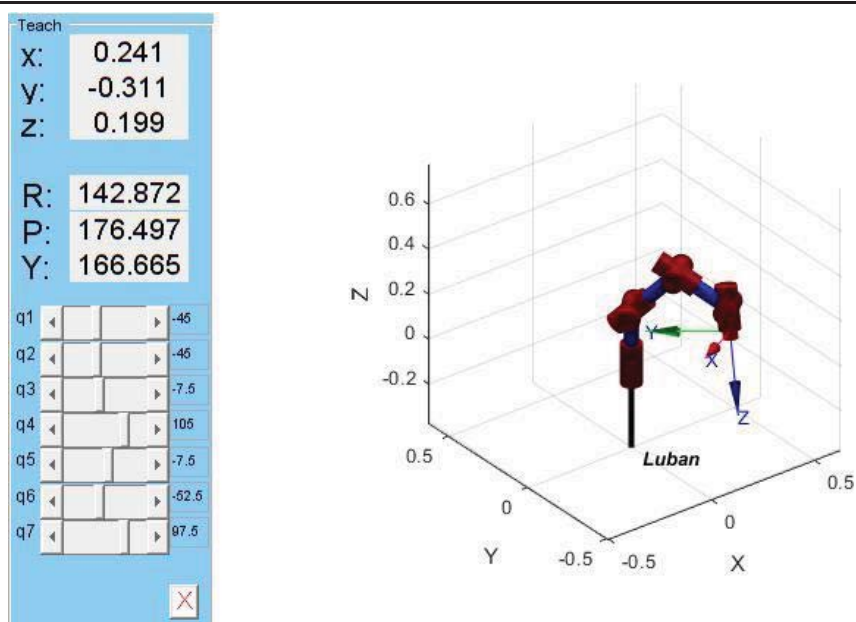 Teach
x: 0.241
y: -0.311
z: 0.199
R: 142.872
P: 176.497
Y: 166.665
q1 -45
q2 -45
q3 -7.5
q4 105
q5 -7.5
q6 -52.5
q7 97.5
X
0.6
0.4
0.2
0
-0.2
Z
Y
X
Z
Luban
0.5
0
-0.5
Y
-0.5
0
0.5
X